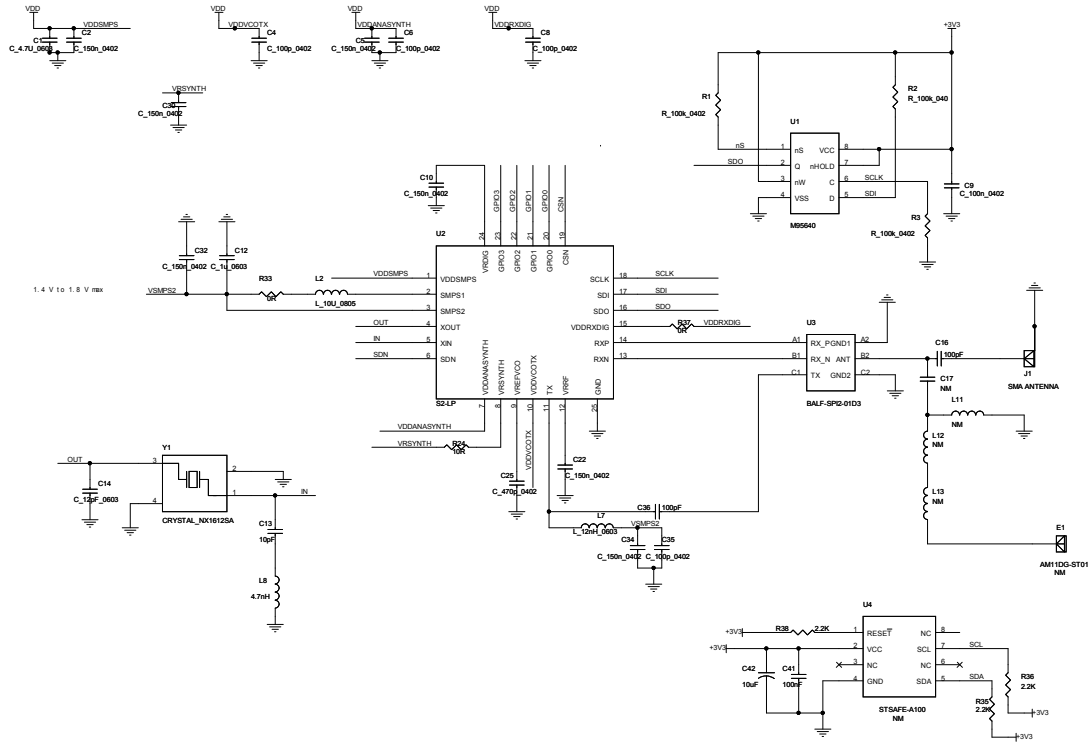 VDD
VDDSMPS
C1
C_4.7U_0603
C2
C_150n_0402
VDD
VDDVCOTX
C4
C_100p_0402
VDD
VDDANASYNTH
C5
C_150n_0402
C6
C_100p_0402
VDD
VDDRXDIG
C8
C_100p_0402
VRSYNTH
C30
C_150n_0402
+3V3
R1
R_100k_0402
R2
R_100k_040
U1
nS
1
nS
VCC
8
SDO
2
Q
nHOLD
7
3
nW
C
6
SCLK
4
VSS
D
5
SDI
M95640
C9
C_100n_0402
R3
R_100k_0402
C10
C_150n_0402
GPIO3
GPIO2
GPIO1
GPIO0
CSN
U2
24
23
22
21
20
19
VRDIG
GPIO3
GPIO2
GPIO1
GPIO0
CSN
C32
C_150n_0402
C12
C_1u_0603
1.4 V to 1.8 V max
VSMPS2
R33
0R
L2
L_10U_0805
VDDSMPS
1
VDDSMPS
2
SMPS1
3
SMPS2
OUT
4
XOUT
IN
5
XIN
SDN
6
SDN
SCLK
18
SCLK
SDI
17
SDI
SDO
16
SDO
VDDRXDIG
15
R37
0R
VDDRXDIG
RXP
14
RXN
13
VDDANASYNTH
VRSYNTH
VREFVCO
VDDVCOTX
TX
VRRF
GND
S2-LP
7
8
9
10
11
12
25
VDDANASYNTH
VRSYNTH
R24
10R
VDDVCOTX
C25
C_470p_0402
C22
C_150n_0402
U3
A1
RX_P
GND1
A2
B1
RX_N
ANT
B2
C1
TX
GND2
C2
BALF-SPI2-01D3
C16
100pF
J1
SMA ANTENNA
C17
NM
L11
NM
L12
NM
L13
NM
E1
AM11DG-ST01
NM
Y1
OUT
3
2
1
IN
4
C14
C_12pF_0603
CRYSTAL_NX1612SA
C13
10pF
L8
4.7nH
C36
100pF
L7
L_12nH_0603
VSMPS2
C34
C_150n_0402
C35
C_100p_0402
U4
+3V3
R38
2.2K
1
RESET
NC
8
+3V3
2
VCC
SCL
7
SCL
3
NC
NC
6
4
GND
SDA
5
SDA
C42
10uF
C41
100nF
STSAFE-A100
NM
R36
2.2K
R35
2.2K
+3V3
+3V3